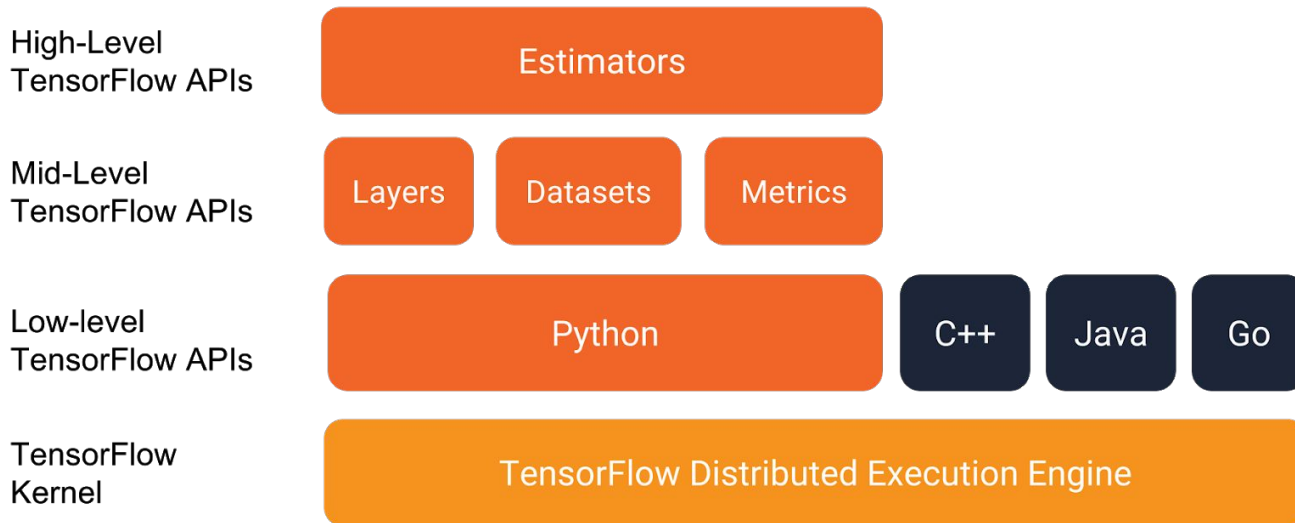 High-Level
TensorFlow APIs
Estimators
Mid-Level
TensorFlow APIs
Layers
Datasets
Metrics
Low-level
TensorFlow APIs
Python
C++
Java
Go
TensorFlow
Kernel
TensorFlow Distributed Execution Engine